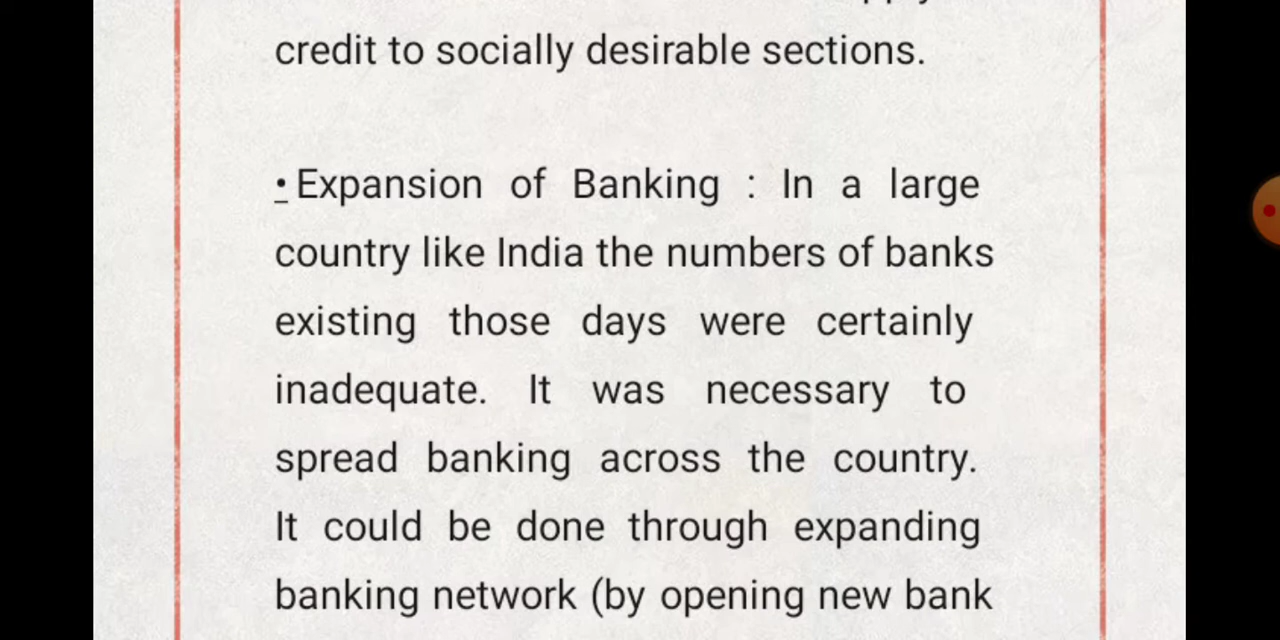 credit to socially desirable sections.
• Expansion of Banking : In a large
country like India the numbers of banks
existing those days were certainly
inadequate. It was necessary to
spread banking across the country.
It could be done through expanding
banking network (by opening new bank